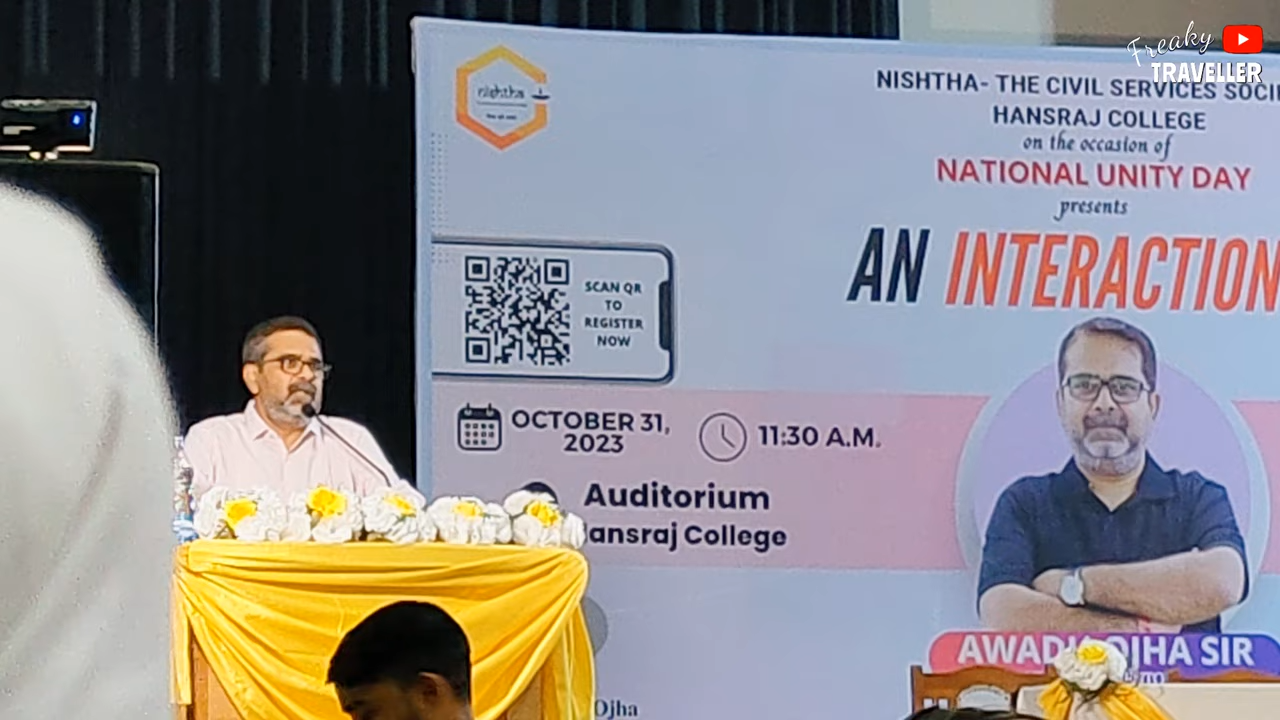 Freaky
TRAVELLER
nishtha
NISHTHA- THE CIVIL SERVICES SOCI
HANSRAJ COLLEGE
on the occasion of
NATIONAL UNITY DAY
presents
AN INTERACTION
SCAN QR
TO
REGISTER
NOW
OCTOBER 31,
2023
11:30 A.M.
Auditorium
ansraj College
AWADH OJHA SIR
Ojha